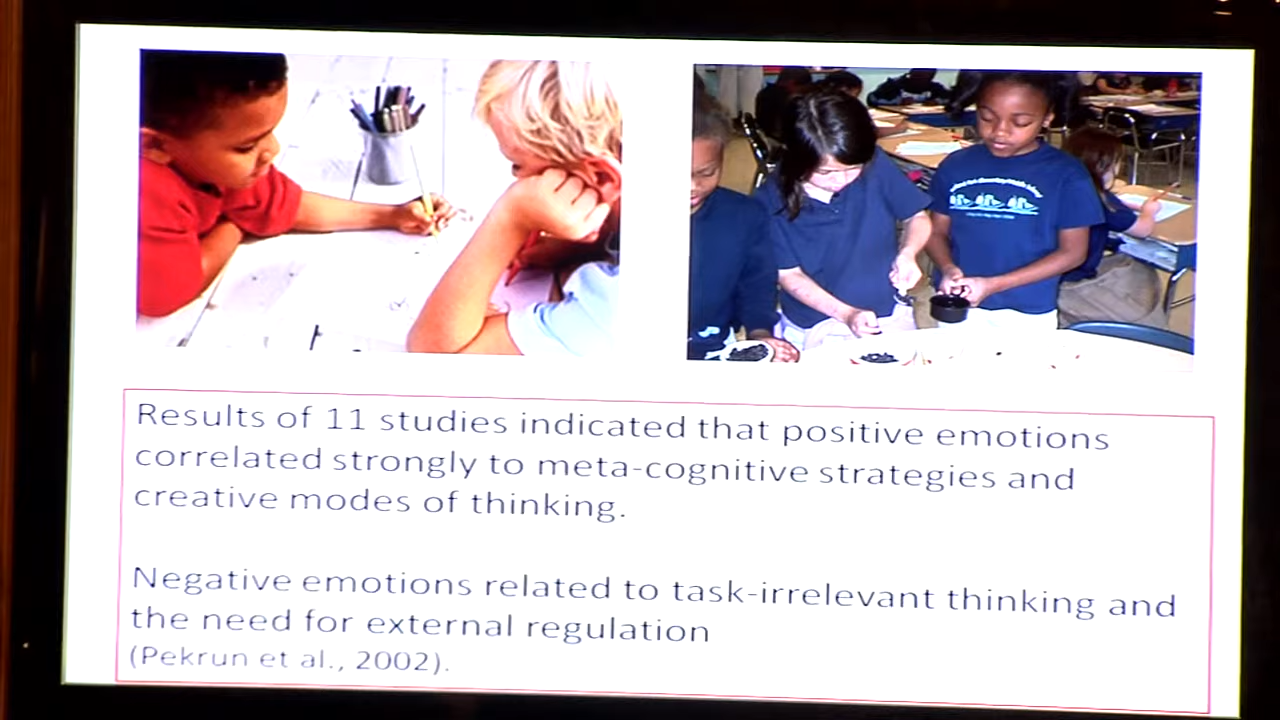 Results of 11 studies indicated that positive emotions
correlated strongly to meta-cognitive strategies and
creative modes of thinking.
Negative emotions related to task-irrelevant thinking and
the need for external regulation
(Pekrun et al., 2002).